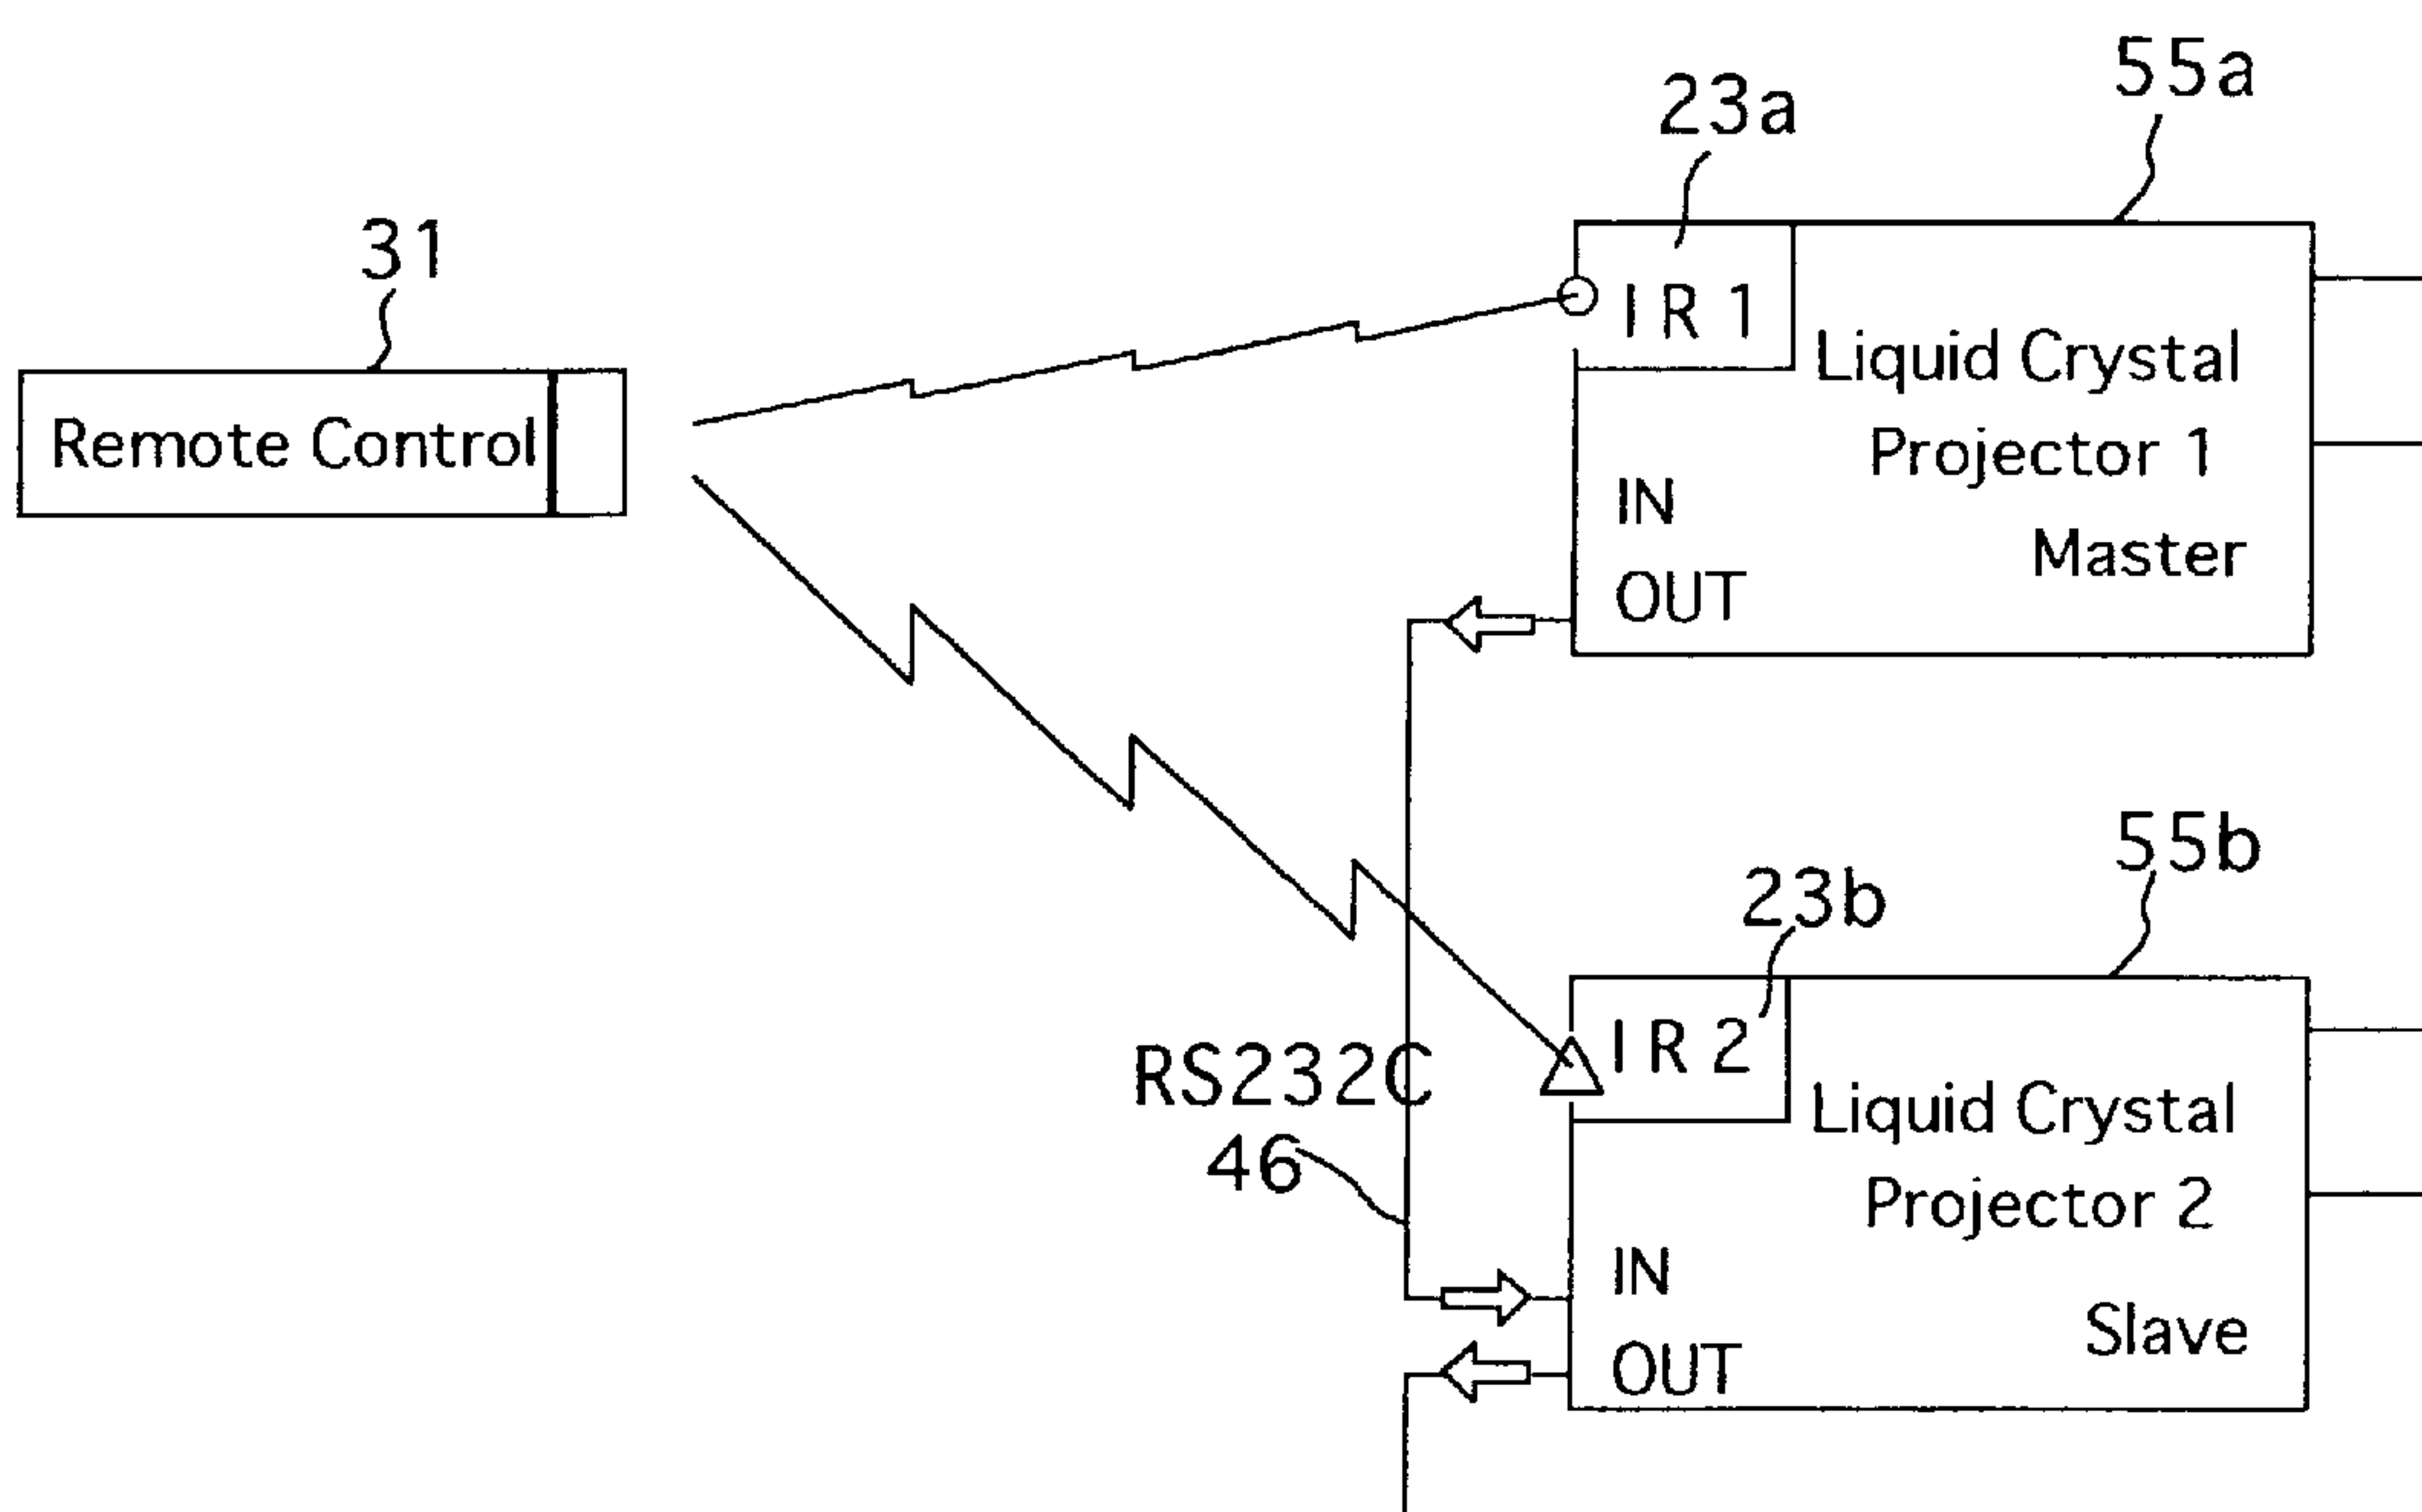 55a
23a
31
IR1
Liquid Crystal
Projector 1
Master
Remote Control
IN
OUT
55b
23b
IR2
RS232C
46
Liquid Crystal
Projector 2
Slave
IN
OUT